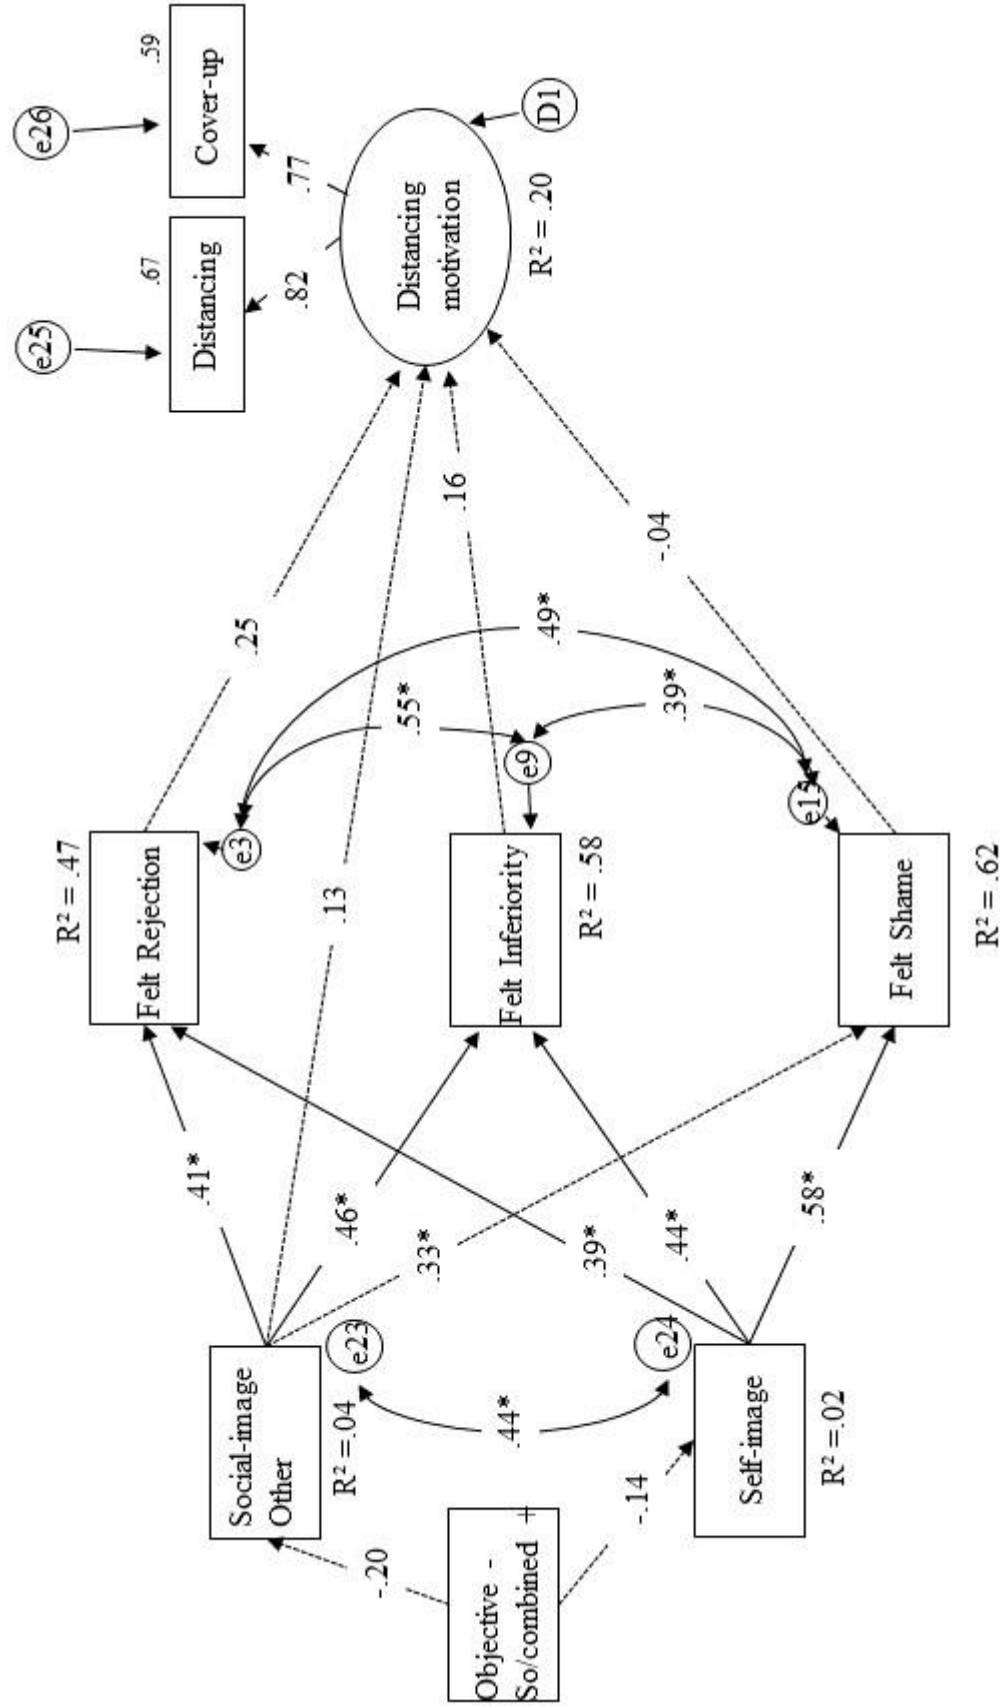 e25
e26
.67
.59
Distancing
Cover-up
.82
.77
Distancing
motivation
D1
R² = .20
R² = .47
Felt Rejection
e3
.25
.41*
Social-image
Other
R² =.04
e23
.13
.55*
.49*
.46*
-.20
.33*
Objective -
So/combined +
.44*
Felt Inferiority
e9
.16
R² = .58
.39*
.39*
-.14
e24
.44*
Self-image
R² =.02
.58*
e15
-.04
Felt Shame
R² = .62